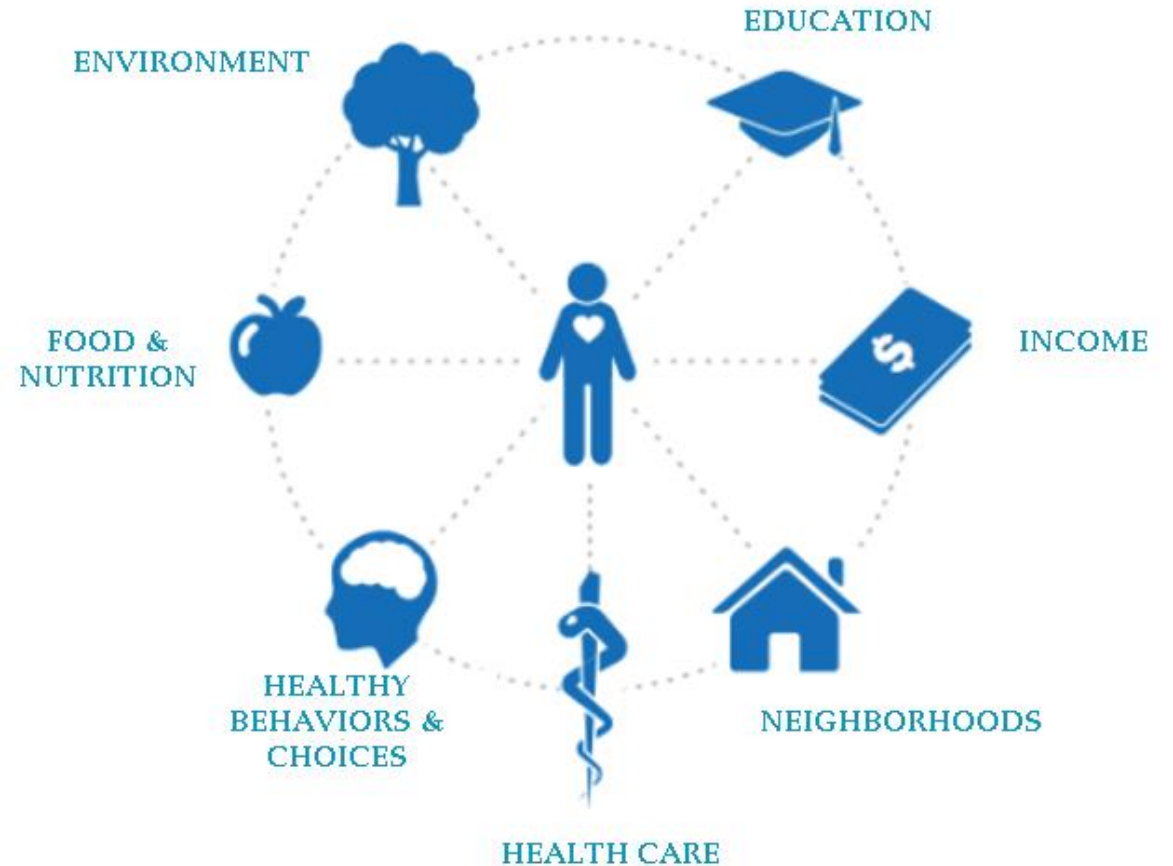 EDUCATION
ENVIRONMENT
FOOD &
NUTRITION
$
INCOME
HEALTHY
BEHAVIORS &
CHOICES
NEIGHBORHOODS
HEALTH CARE